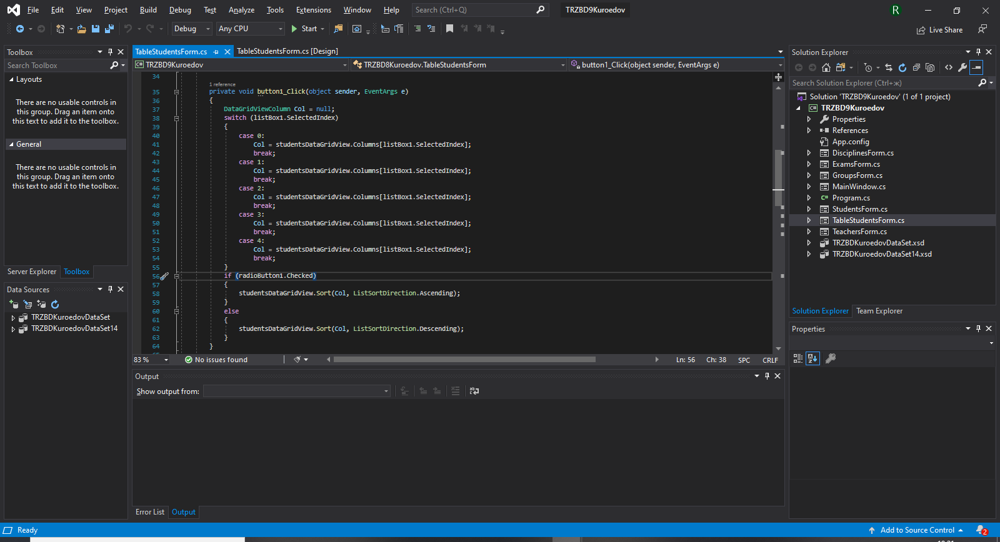 File Edit View Project Build Debug Test Analyze Tools Extensions Window Help Search (Ctrl+Q) TRZBD9Kuroedov R
Debug Any CPU Start Live Share
Toolbox
Search Toolbox
Layouts
There are no usable controls in
this group. Drag an item onto
this text to add it to the toolbox.
General
There are no usable controls in
this group. Drag an item onto
this text to add it to the toolbox.
Server Explorer Toolbox
Data Sources
TRZBDKuroedovDataSet
TRZBDKuroedovDataSet14
TableStudentsForm.cs TableStudentsForm.cs [Design]
TRZBD9Kuroedov TRZBD8Kuroedov.TableStudentsForm button1_Click(object sender, EventArgs e)
34
1 reference
35 private void button1_Click(object sender, EventArgs e)
36 {
37 DataGridViewColumn Col = null;
38 switch (listBox1.SelectedIndex)
39 {
40 case 0:
41 Col = studentsDataGridView.Columns[listBox1.SelectedIndex];
42 break;
43 case 1:
44 Col = studentsDataGridView.Columns[listBox1.SelectedIndex];
45 break;
46 case 2:
47 Col = studentsDataGridView.Columns[listBox1.SelectedIndex];
48 break;
49 case 3:
50 Col = studentsDataGridView.Columns[listBox1.SelectedIndex];
51 break;
52 case 4:
53 Col = studentsDataGridView.Columns[listBox1.SelectedIndex];
54 break;
55 }
56 if (radioButton1.Checked)
57 {
58 studentsDataGridView.Sort(Col, ListSortDirection.Ascending);
59 }
60 else
61 {
62 studentsDataGridView.Sort(Col, ListSortDirection.Descending);
63 }
64 }
83 % No issues found Ln: 56 Ch: 38 SPC CRLF
Output
Show output from:
Error List Output
Solution Explorer
Search Solution Explorer (Ctrl+ж)
Solution 'TRZBD9Kuroedov' (1 of 1 project)
TRZBD9Kuroedov
Properties
References
App.config
DisciplinesForm.cs
ExamsForm.cs
GroupsForm.cs
MainWindow.cs
Program.cs
StudentsForm.cs
TableStudentsForm.cs
TeachersForm.cs
TRZBDKuroedovDataSet.xsd
TRZBDKuroedovDataSet14.xsd
Solution Explorer Team Explorer
Properties
Ready Add to Source Control 2